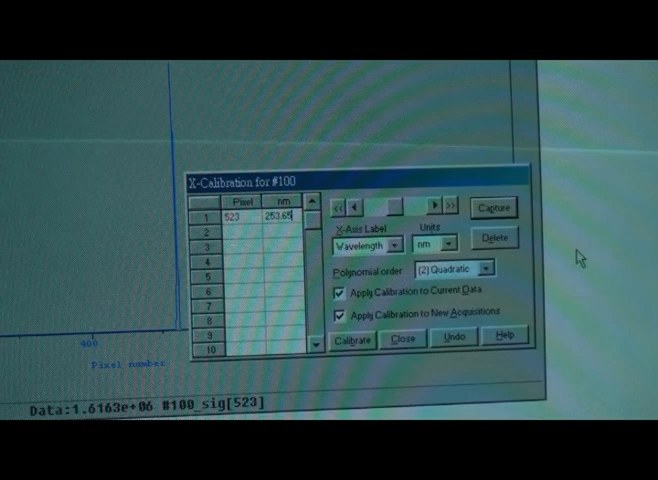 X-Calibration for #100
Pixel nm
1 523 253.65
2
3
4
5
6
7
8
9
10
<< >>
Capture
X-Axis Label Units
Wavelength nm
Delete
Polynomial order (2) Quadratic
Apply Calibration to Current Data
Apply Calibration to New Acquisitions
Calibrate Close Undo Help
400
Pixel number
Data:1.6163e+06 #100_sig[523]